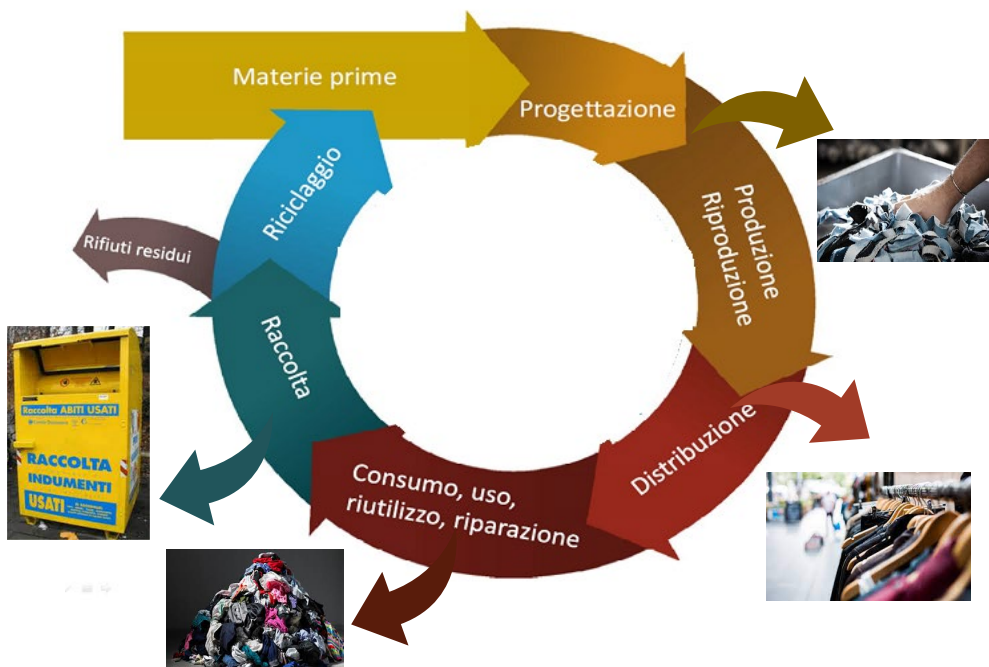 Materie prime
Progettazione
Produzione
Riproduzione
Distribuzione
Consumo, uso,
riutilizzo, riparazione
Raccolta
Riciclaggio
Rifiuti residui
Raccolta ABITI USATI
RACCOLTA
INDUMENTI
USATI